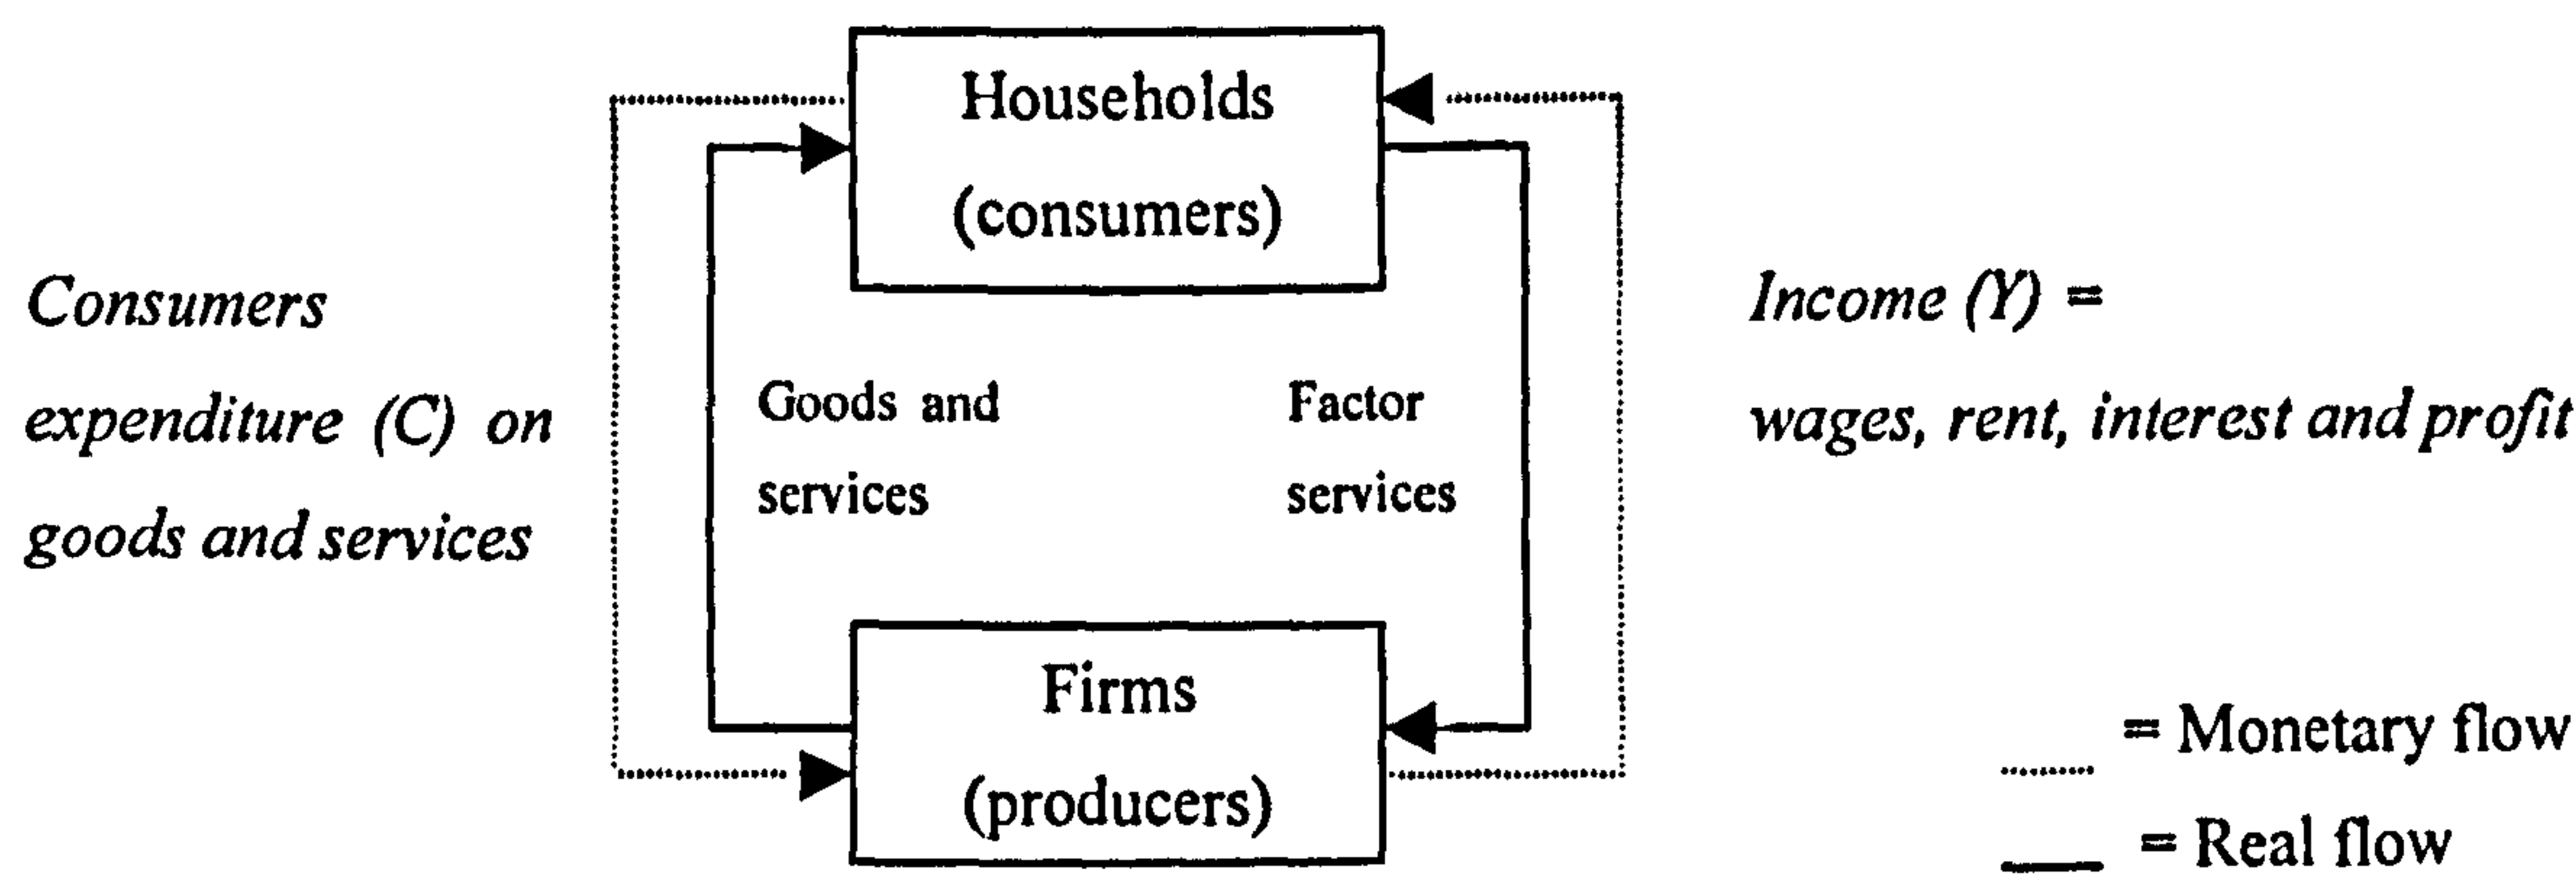 Households
(consumers)
Consumers
expenditure (C) on
goods and services
Goods and
services
Factor
services
Income (Y) =
wages, rent, interest and profit
Firms
(producers)
= Monetary flow
= Real flow